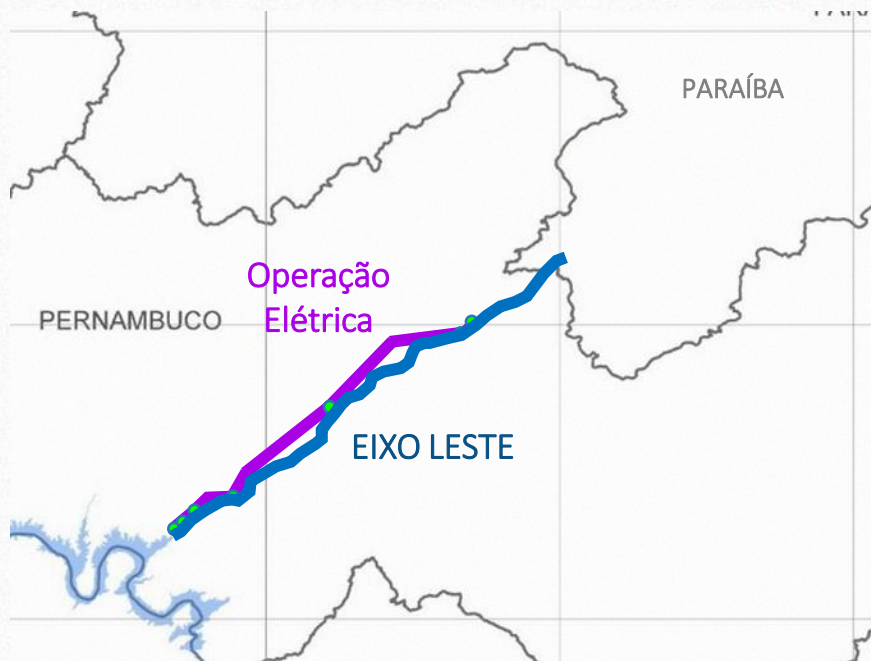 PARAÍBA
Operação
Elétrica
PERNAMBUCO
EIXO LESTE